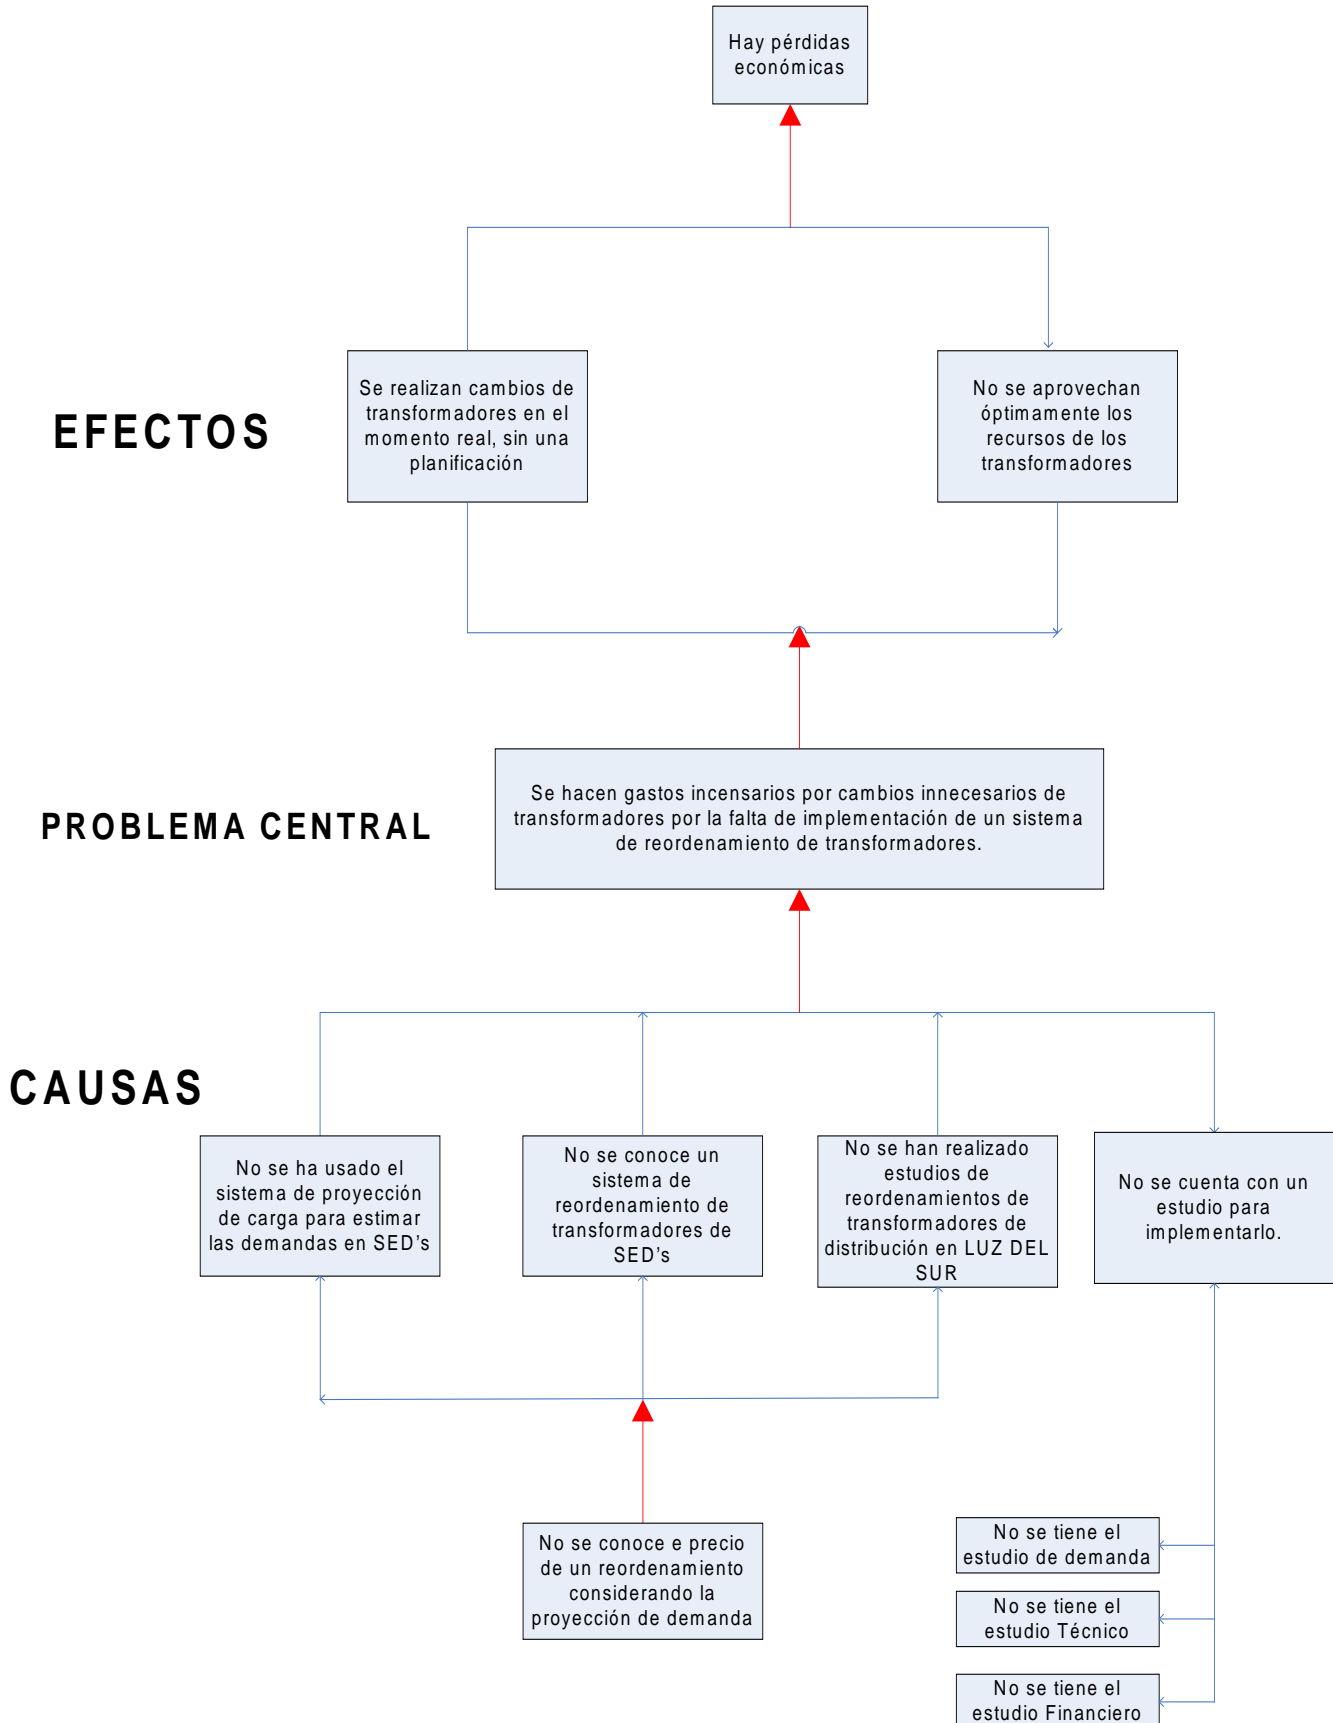 Hay pérdidas
económicas
EFECTOS
Se realizan cambios de
transformadores en el
momento real, sin una
planificación
No se aprovechan
óptimamente los
recursos de los
transformadores
PROBLEMA CENTRAL
Se hacen gastos incensarios por cambios innecesarios de
transformadores por la falta de implementación de un sistema
de reordenamiento de transformadores.
CAUSAS
No se ha usado el
sistema de proyección
de carga para estimar
las demandas en SED's
No se conoce un
sistema de
reordenamiento de
transformadores de
SED's
No se han realizado
estudios de
reordenamientos de
transformadores de
distribución en LUZ DEL
SUR
No se cuenta con un
estudio para
implementarlo.
No se conoce e precio
de un reordenamiento
considerando la
proyección de demanda
No se tiene el
estudio de demanda
No se tiene el
estudio Técnico
No se tiene el
estudio Financiero